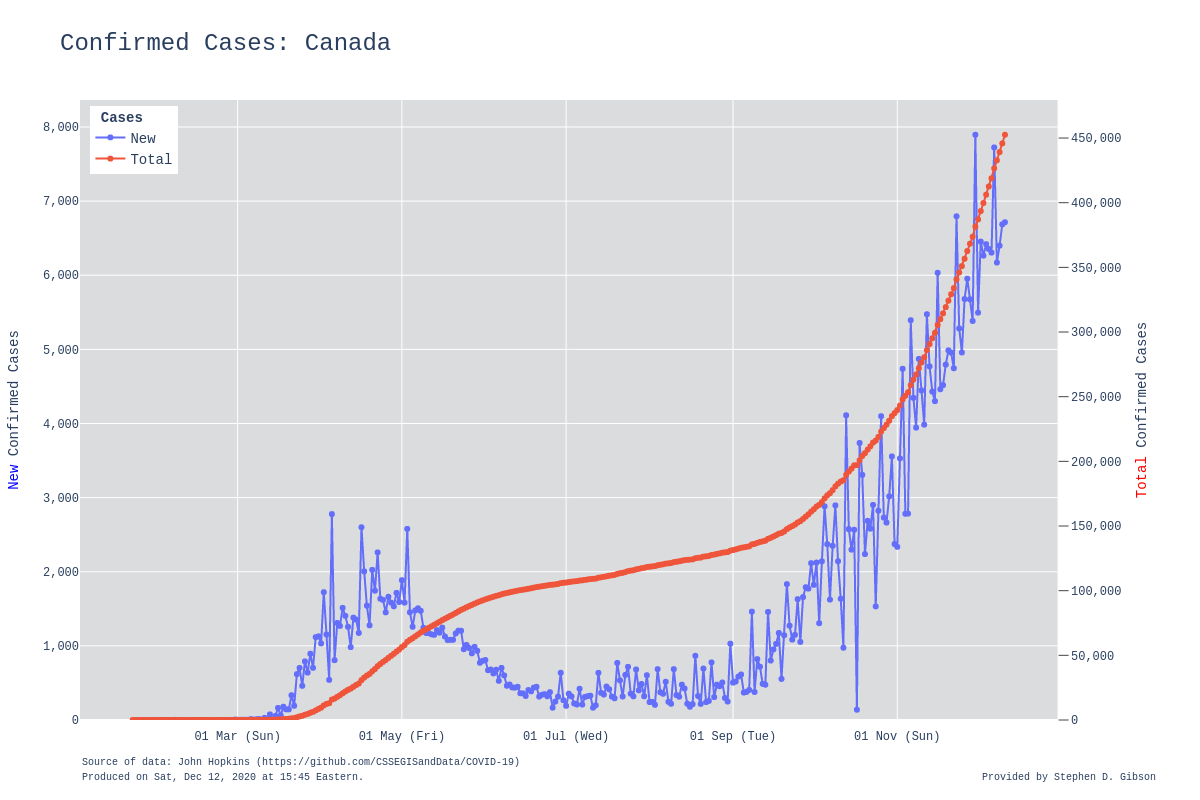 Confirmed Cases: Canada
Cases
New
Total
8,000
7,000
6,000
5,000
4,000
3,000
2,000
1,000
0
450,000
400,000
350,000
300,000
250,000
200,000
150,000
100,000
50,000
0
New Confirmed Cases
Total Confirmed Cases
01 Mar (Sun)
01 May (Fri)
01 Jul (Wed)
01 Sep (Tue)
01 Nov (Sun)
Source of data: John Hopkins (https://github.com/CSSEGISandData/COVID-19)
Produced on Sat, Dec 12, 2020 at 15:45 Eastern.
Provided by Stephen D. Gibson